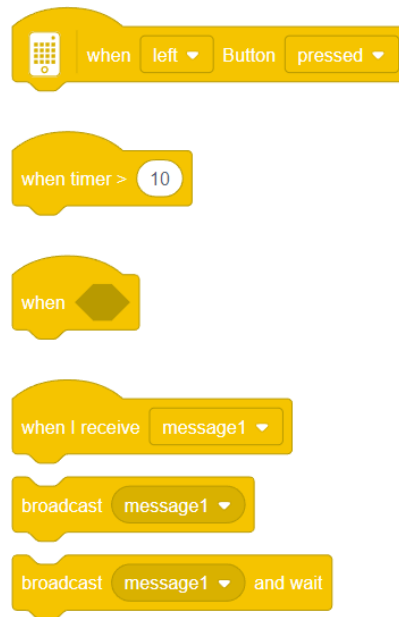 when left Button pressed
when timer > 10
when
when I receive message1
broadcast message1
broadcast message1 and wait